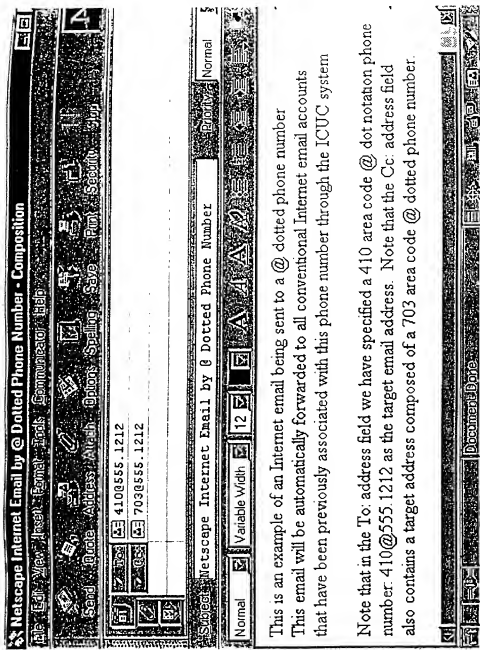 Netscape Internet Email by @ Dotted Phone Number - Composition
File Edit View Insert Format Tools Communicator Help
Send Quote Address Attach Options Spelling Save Print Security Stop
To: 410@555.1212
Cc: 703@555.1212
Subject: Netscape Internet Email by @ Dotted Phone Number Priority: Normal
Normal Variable Width 12 A A A
This is an example of an Internet email being sent to a @ dotted phone number
This email will be automatically forwarded to all conventional Internet email accounts
that have been previously associated with this phone number through the ICUC system
Note that in the To: address field we have specified a 410 area code @ dot notation phone
number: 410@555.1212 as the target email address. Note that the Cc: address field
also contains a target address composed of a 703 area code @ dotted phone number.
Document Done